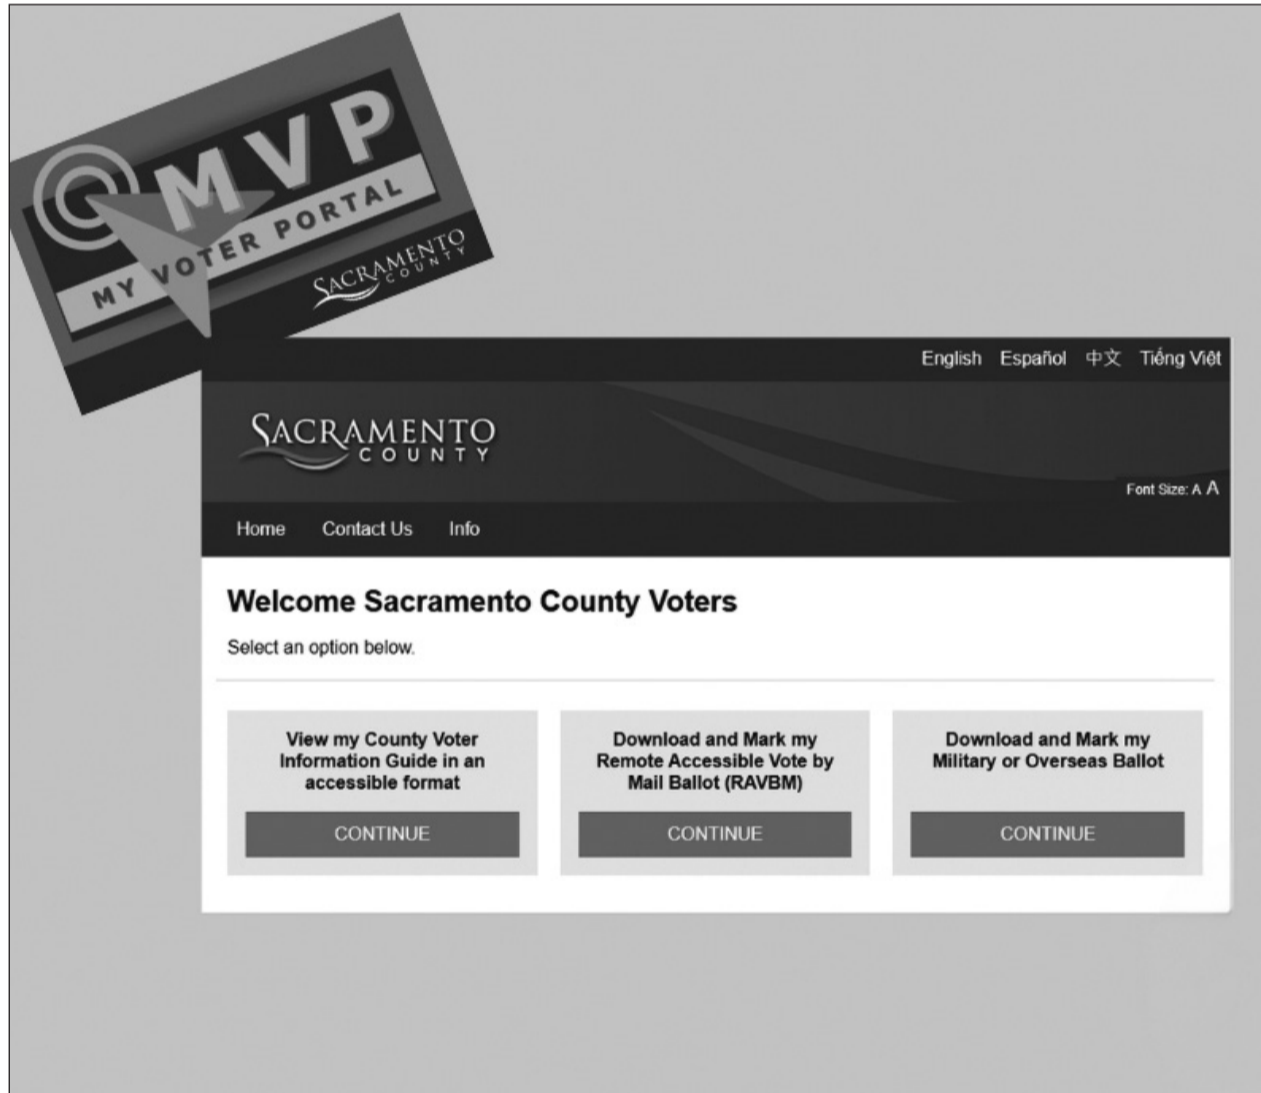 MVP
MY VOTER PORTAL
SACRAMENTO
COUNTY
English Español 中文 Tiếng Việt
SACRAMENTO
COUNTY
Font Size: A A
Home Contact Us Info
Welcome Sacramento County Voters
Select an option below.
View my County Voter
Information Guide in an
accessible format
CONTINUE
Download and Mark my
Remote Accessible Vote by
Mail Ballot (RAVBM)
CONTINUE
Download and Mark my
Military or Overseas Ballot
CONTINUE